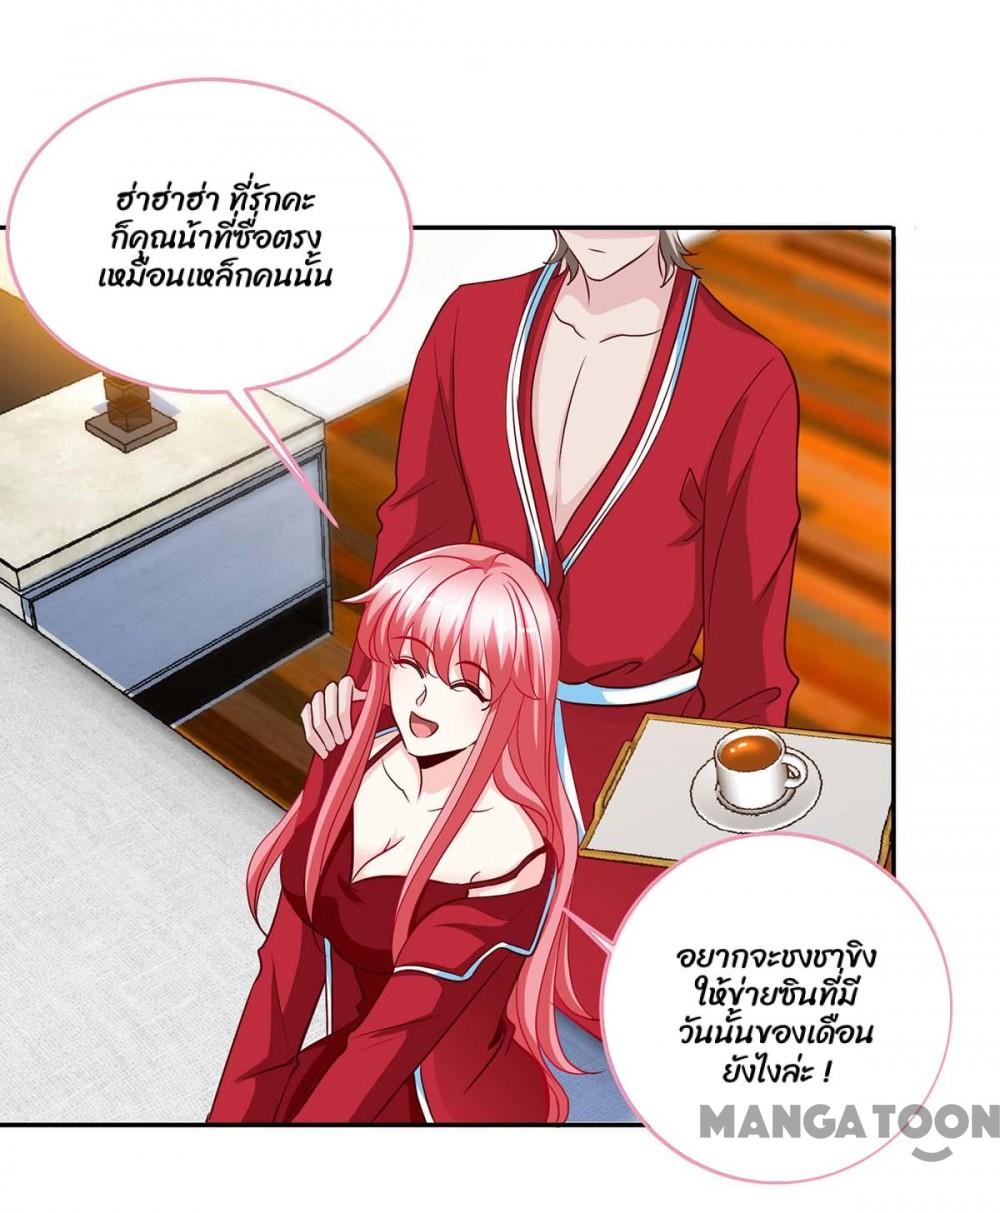 ฮ่าฮ่าฮ่า ที่รักคะ
ก็คุณน้าที่ซื่อตรง
เหมือนเหล็กคนนั้น
อยากจะชงชาขิง
ให้ข่ายซินที่มี
วันนั้นของเดือน
ยังไงล่ะ !
MANGATOON